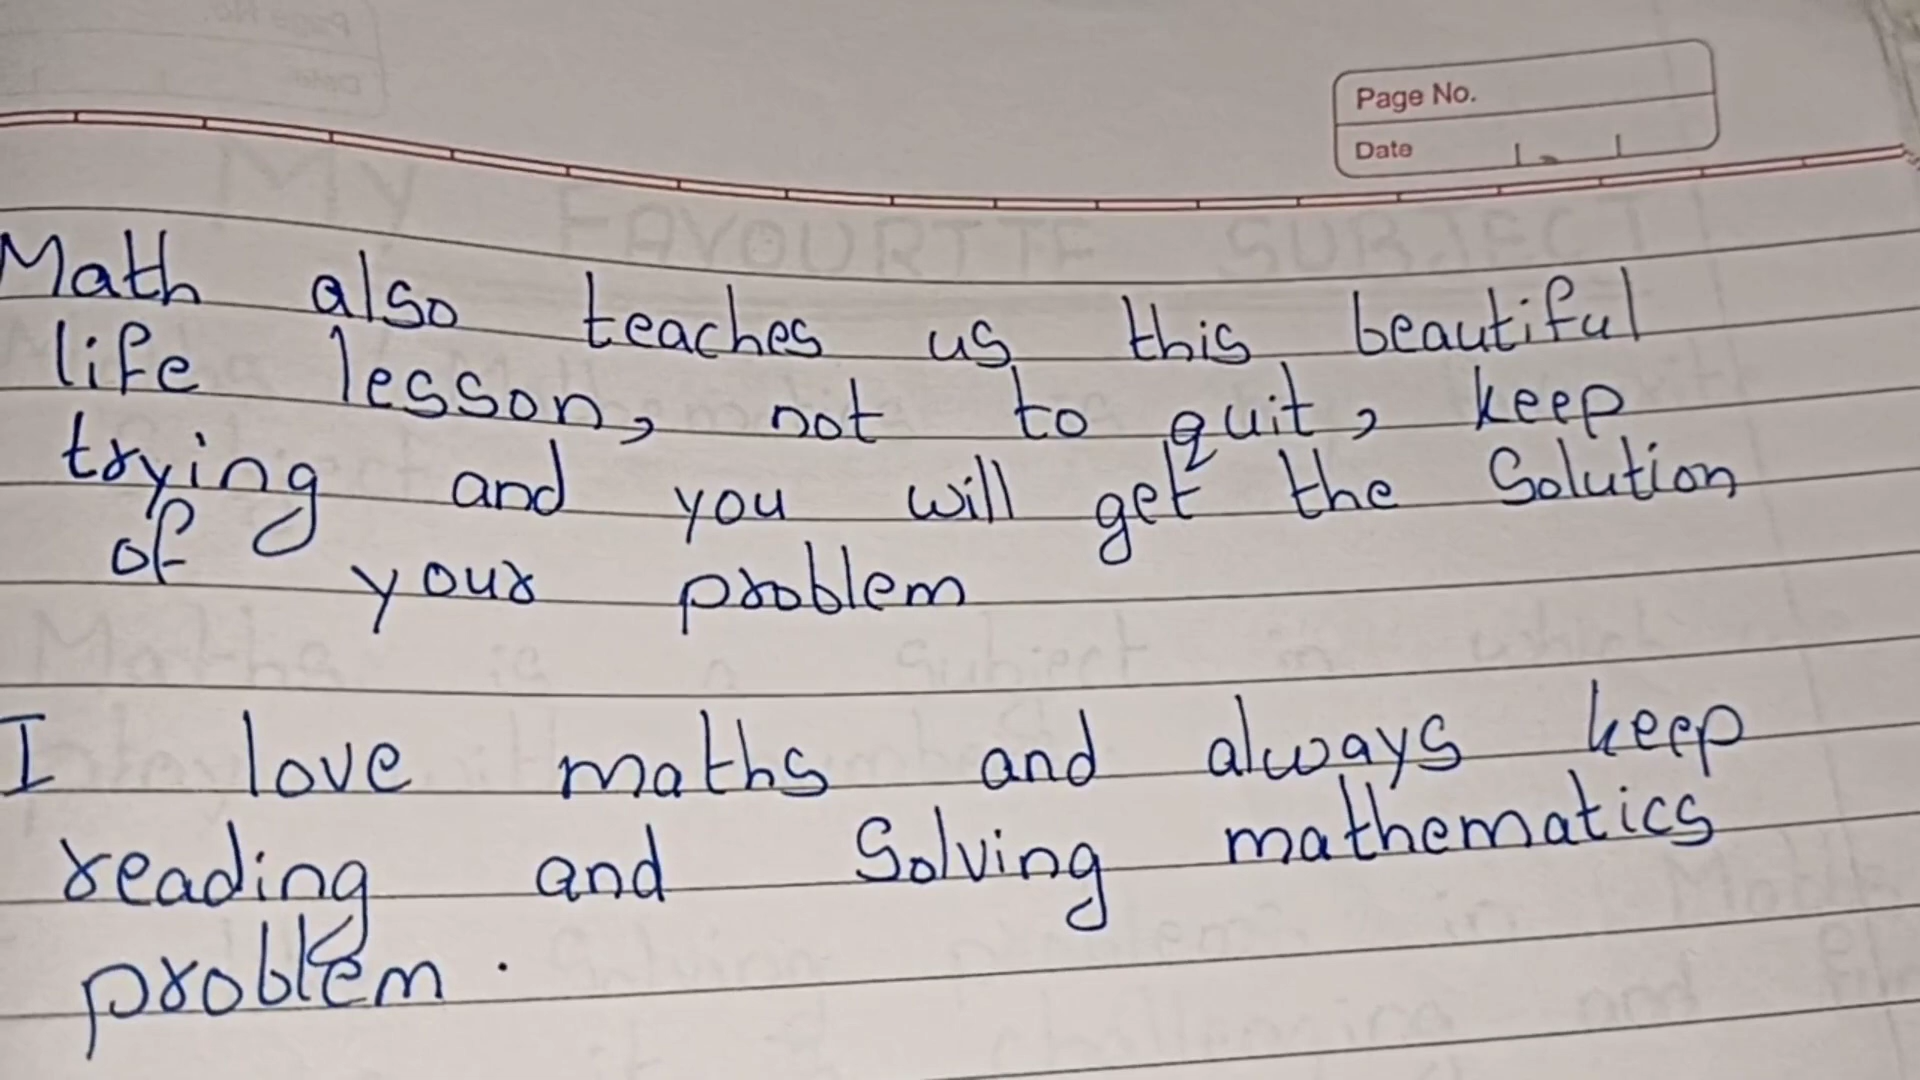 Page No.
Date
Math also teaches us this beautiful
life lesson, not to quit, keep
trying and you will get the Solution
of your problem
I love maths and always keep
reading and Solving mathematics
problem.